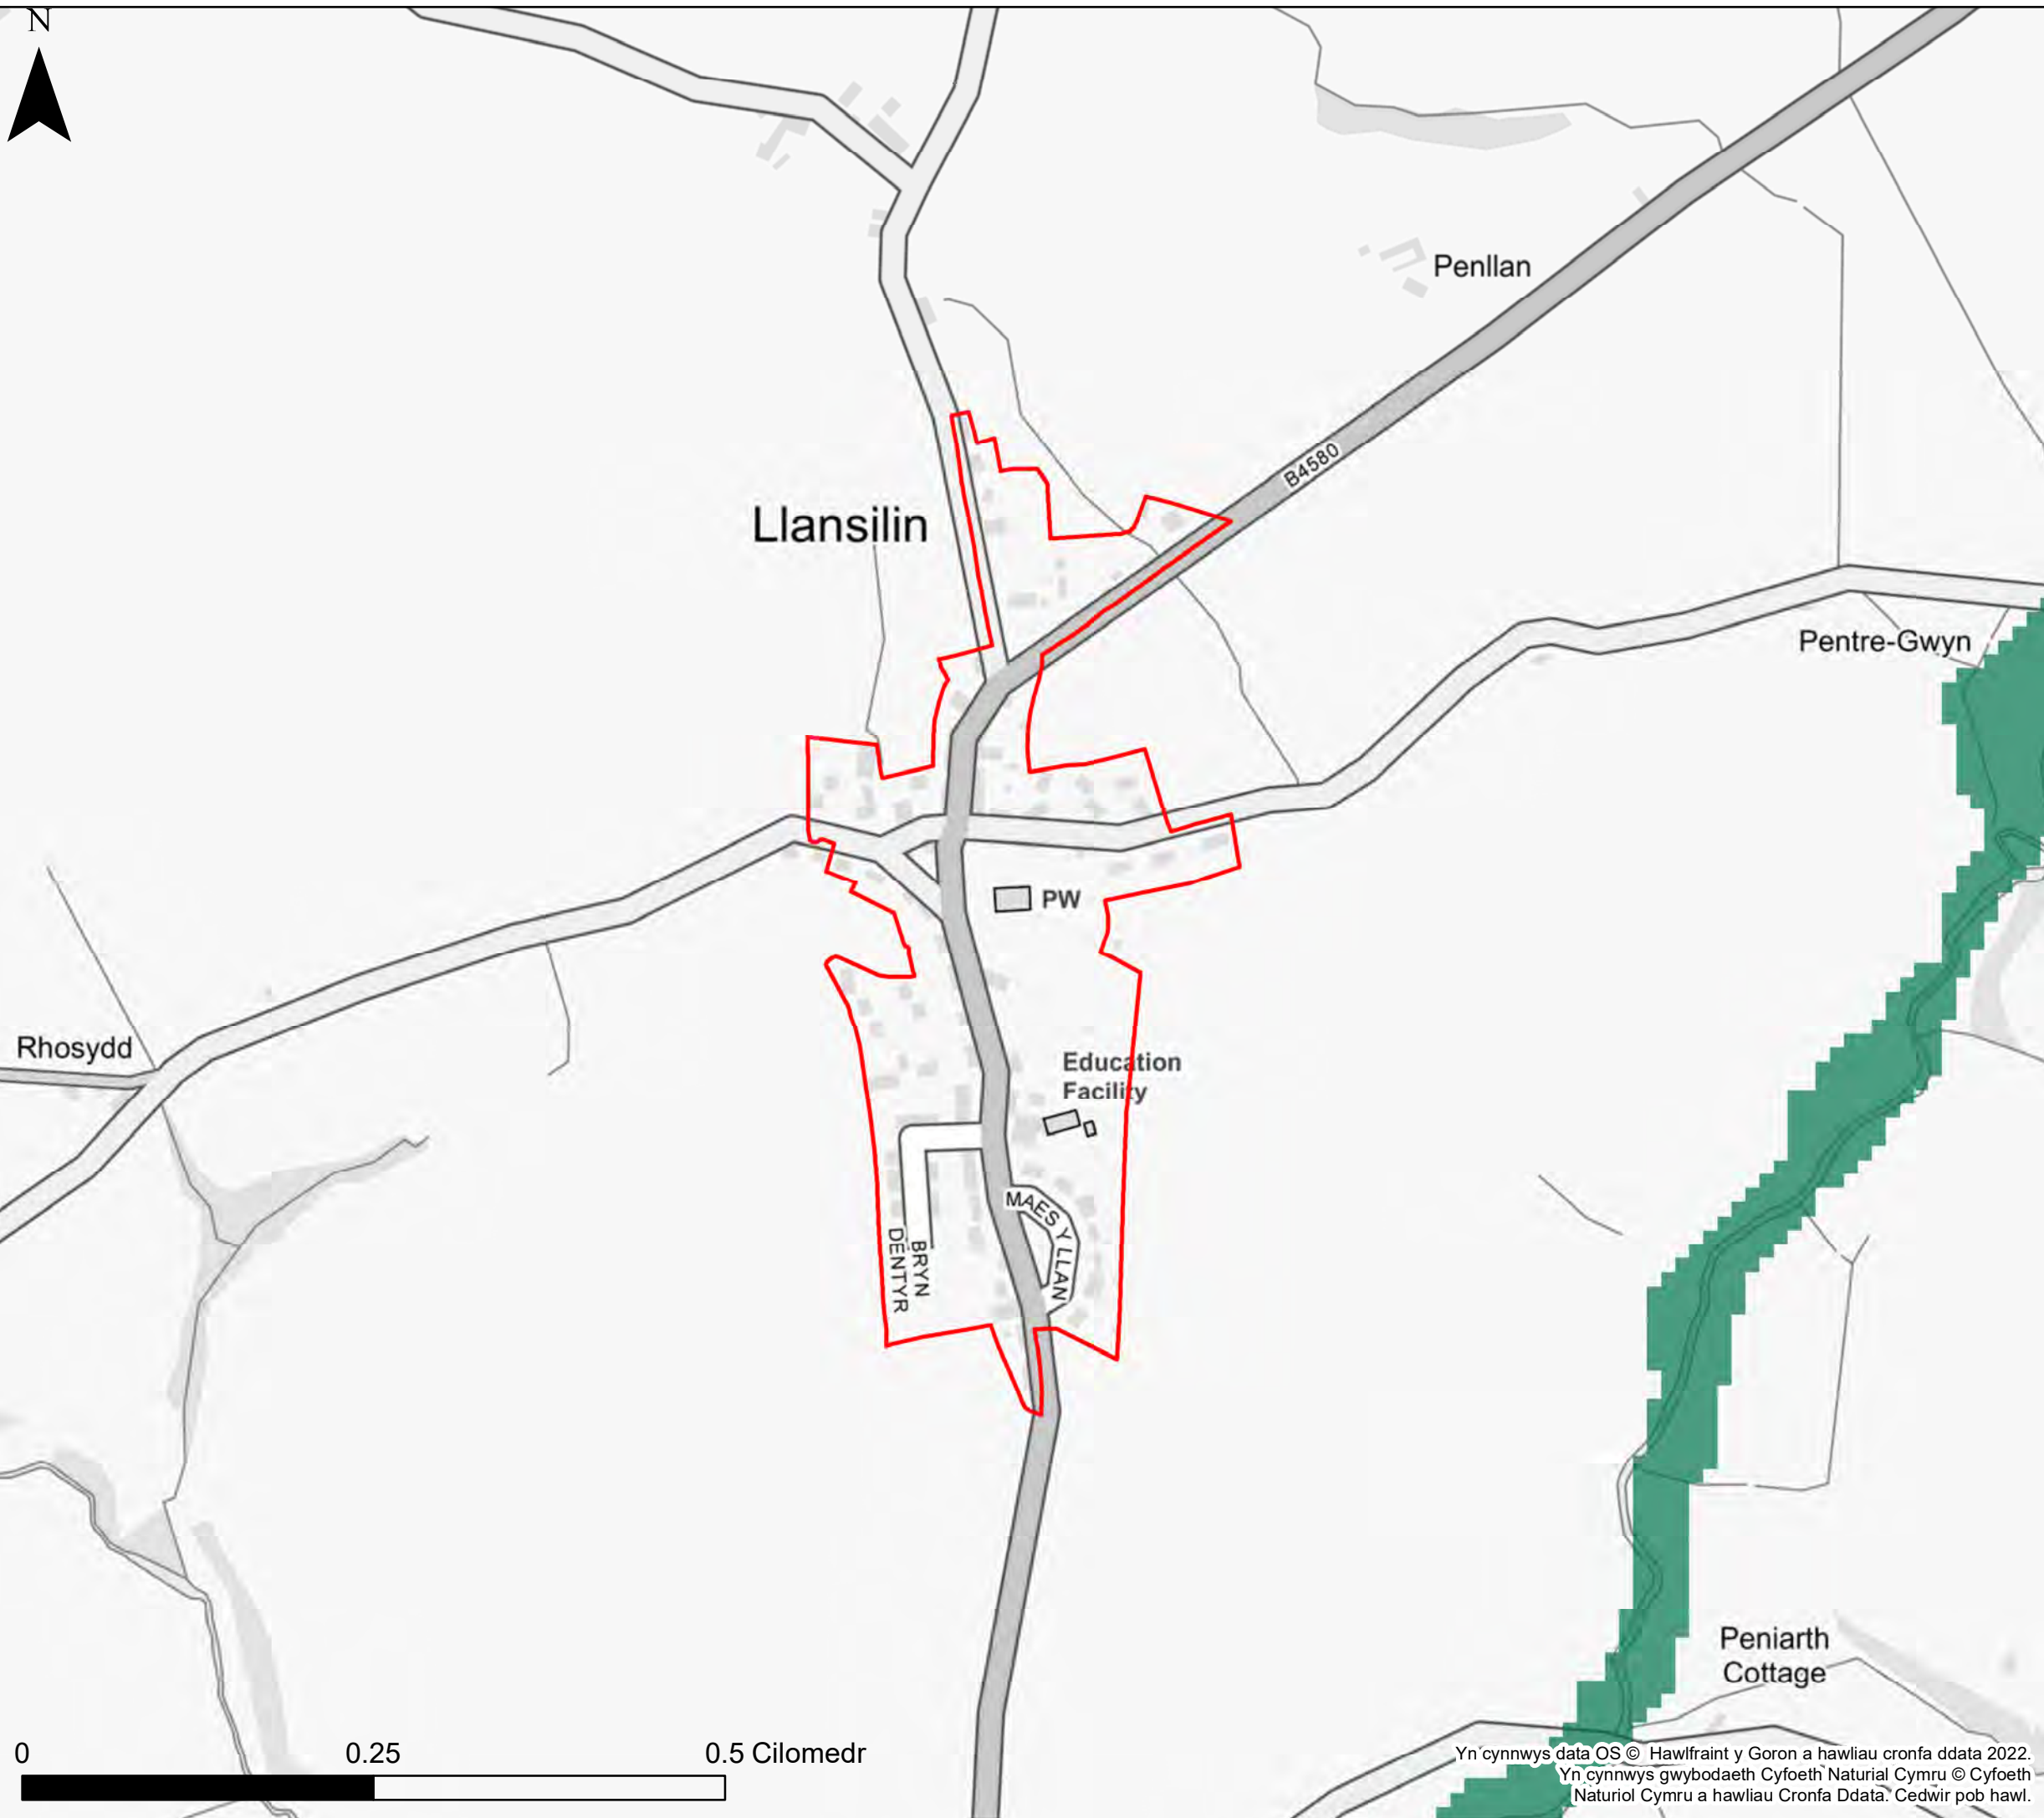 N
Penllan
B4580
Llansilin
Pentre-Gwyn
PW
Rhosydd
Education
Facility
MAES Y LLAN
BRYN
DENTYR
Peniarth
Cottage
0 0.25 0.5 Cilomedr
Yn cynnwys data OS © Hawlfraint y Goron a hawliau cronfa ddata 2022.
Yn cynnwys gwybodaeth Cyfoeth Naturial Cymru © Cyfoeth
Naturiol Cymru a hawliau Cronfa Ddata. Cedwir pob hawl.